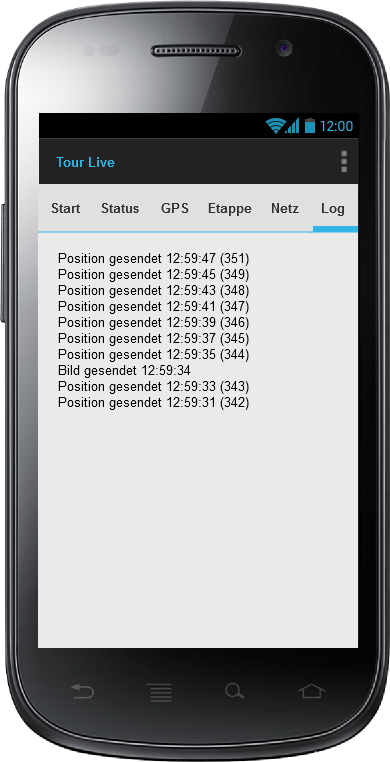 12:00
Tour Live
Start Status GPS Etappe Netz Log
Position gesendet 12:59:47 (351)
Position gesendet 12:59:45 (349)
Position gesendet 12:59:43 (348)
Position gesendet 12:59:41 (347)
Position gesendet 12:59:39 (346)
Position gesendet 12:59:37 (345)
Position gesendet 12:59:35 (344)
Bild gesendet 12:59:34
Position gesendet 12:59:33 (343)
Position gesendet 12:59:31 (342)